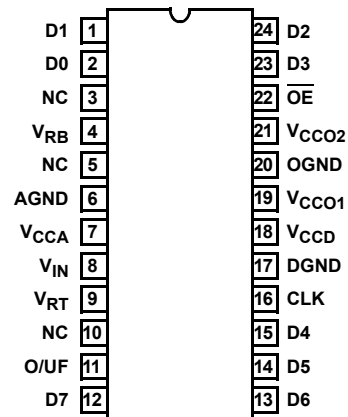 D1 1 24 D2
D0 2 23 D3
NC 3 22 OE
VRB 4 21 VCCO2
NC 5 20 OGND
AGND 6 19 VCCO1
VCCA 7 18 VCCD
VIN 8 17 DGND
VRT 9 16 CLK
NC 10 15 D4
O/UF 11 14 D5
D7 12 13 D6